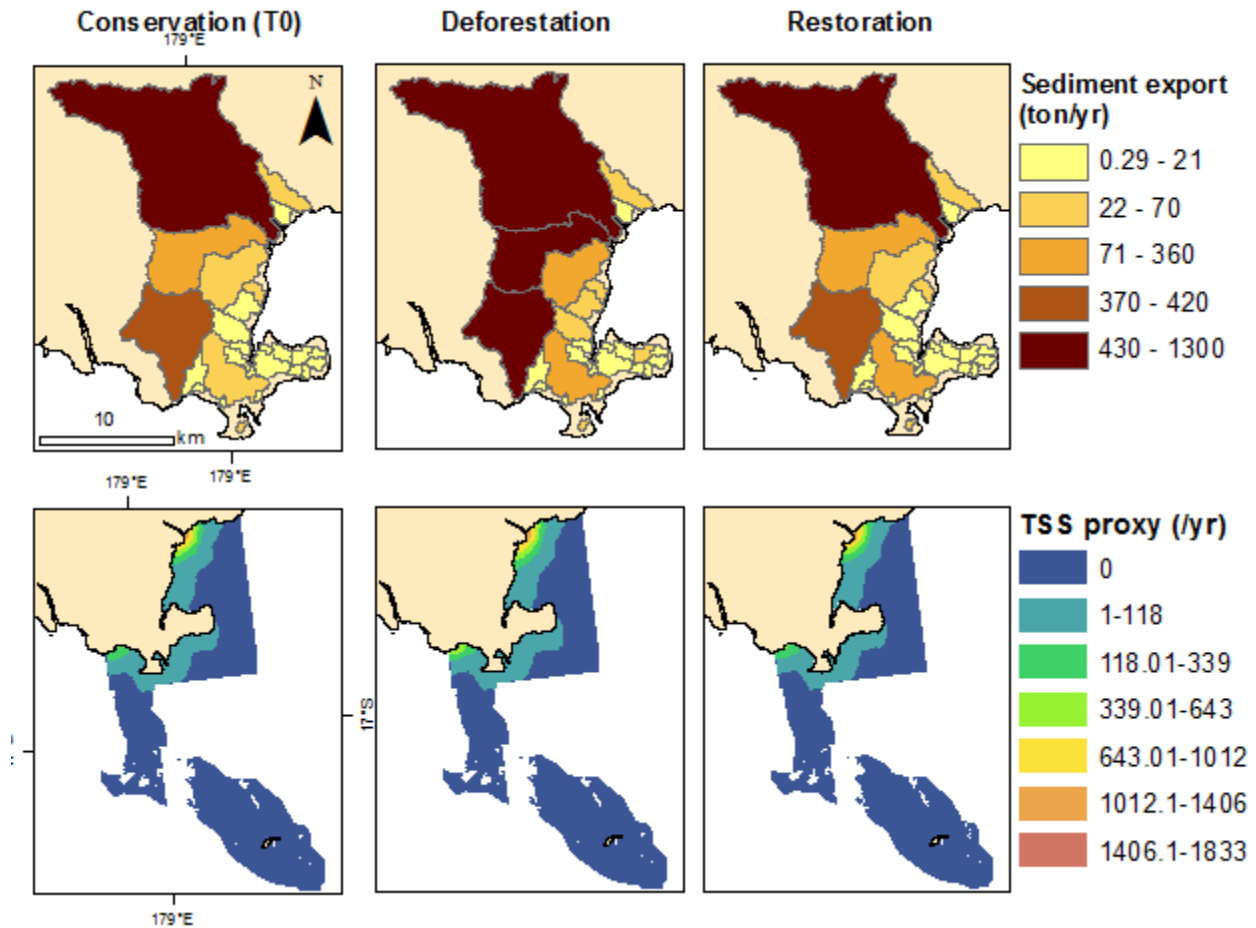 Conservation (T0)
Deforestation
Restoration
179°E
N
10
km
179°E
Sediment export
(ton/yr)
0.29 - 21
22 - 70
71 - 360
370 - 420
430 - 1300
179°E
17°S
179°E
TSS proxy (/yr)
0
1-118
118.01-339
339.01-643
643.01-1012
1012.1-1406
1406.1-1833